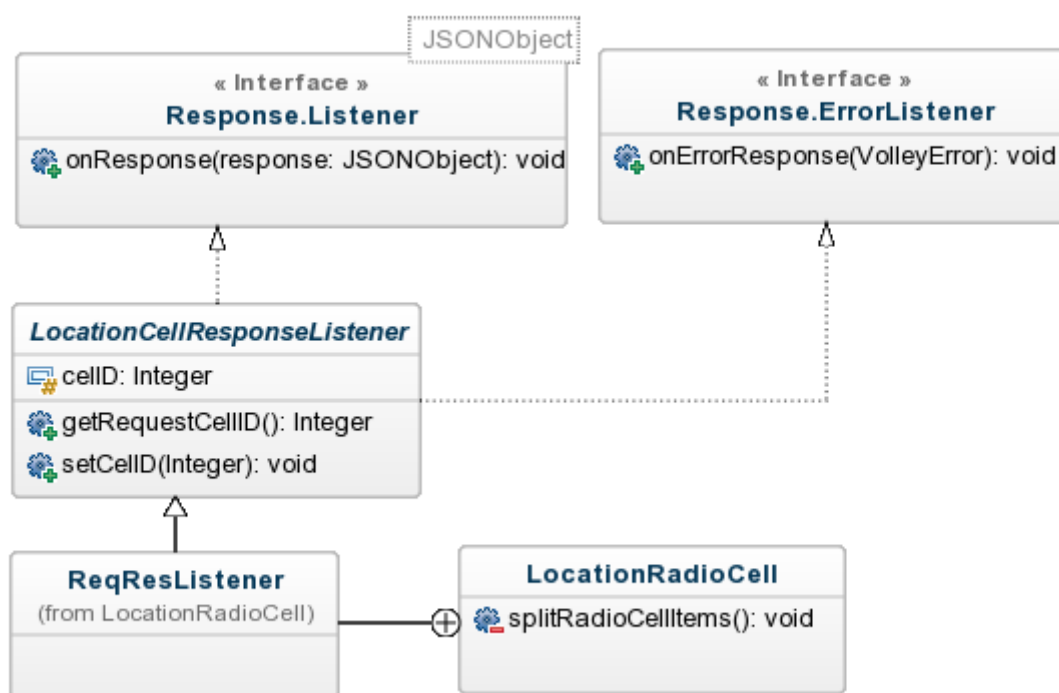 JSONObject
« Interface »
Response.Listener
onResponse(response: JSONObject): void
« Interface »
Response.ErrorListener
onErrorResponse(VolleyError): void
LocationCellResponseListener
cellID: Integer
getRequestCellID(): Integer
setCellID(Integer): void
ReqResListener
(from LocationRadioCell)
LocationRadioCell
splitRadioCellItems(): void